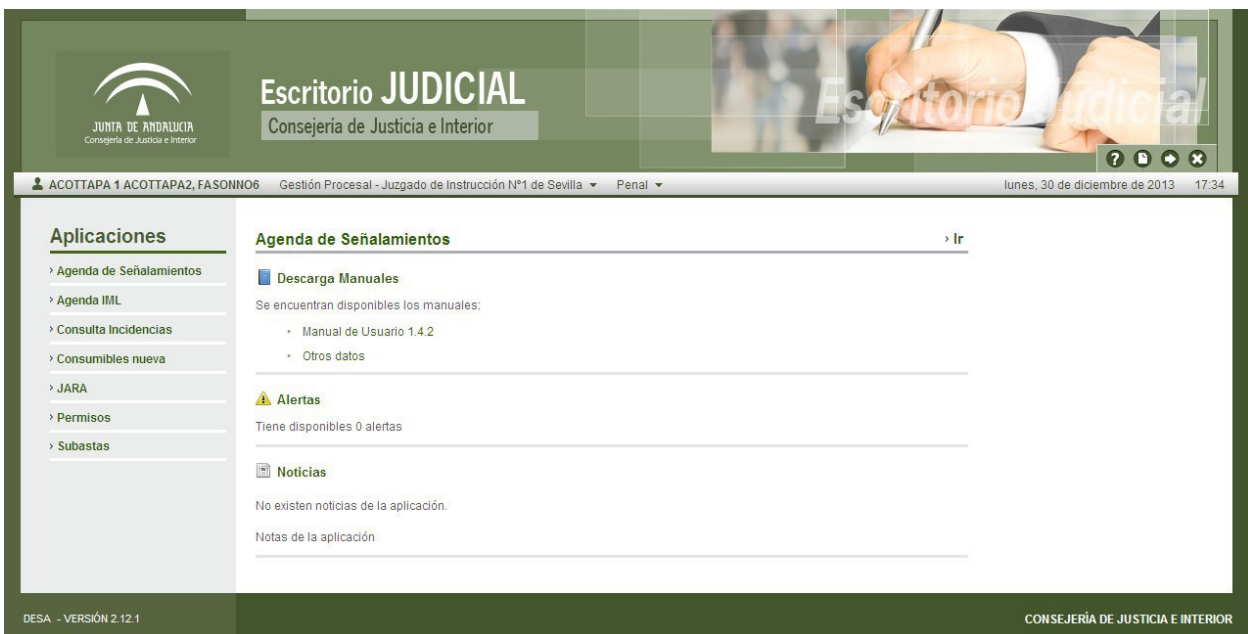 JUNTA DE ANDALUCIA
Consejería de Justicia e Interior
Escritorio JUDICIAL
Consejería de Justicia e Interior
Escritorio Judicial
ACOTTAPA 1 ACOTTAPA2, FASONNO6 Gestión Procesal - Juzgado de Instrucción Nº1 de Sevilla Penal lunes, 30 de diciembre de 2013 17:34
Aplicaciones
Agenda de Señalamientos
Agenda IML
Consulta Incidencias
Consumibles nueva
JARA
Permisos
Subastas
Agenda de Señalamientos › Ir
Descarga Manuales
Se encuentran disponibles los manuales:
• Manual de Usuario 1.4.2
• Otros datos
Alertas
Tiene disponibles 0 alertas
Noticias
No existen noticias de la aplicación.
Notas de la aplicación
DESA - VERSIÓN 2.12.1 CONSEJERÌA DE JUSTICIA E INTERIOR